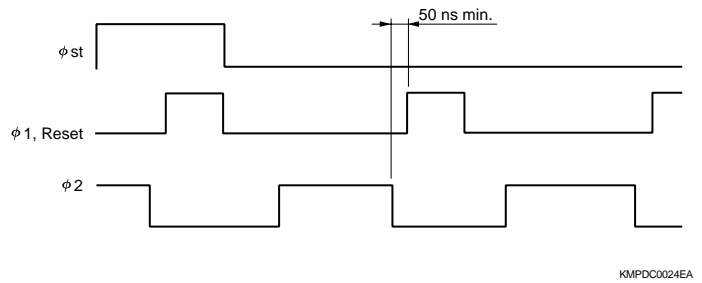 50 ns min.
φ st
φ 1, Reset
φ 2
KMPDC0024EA